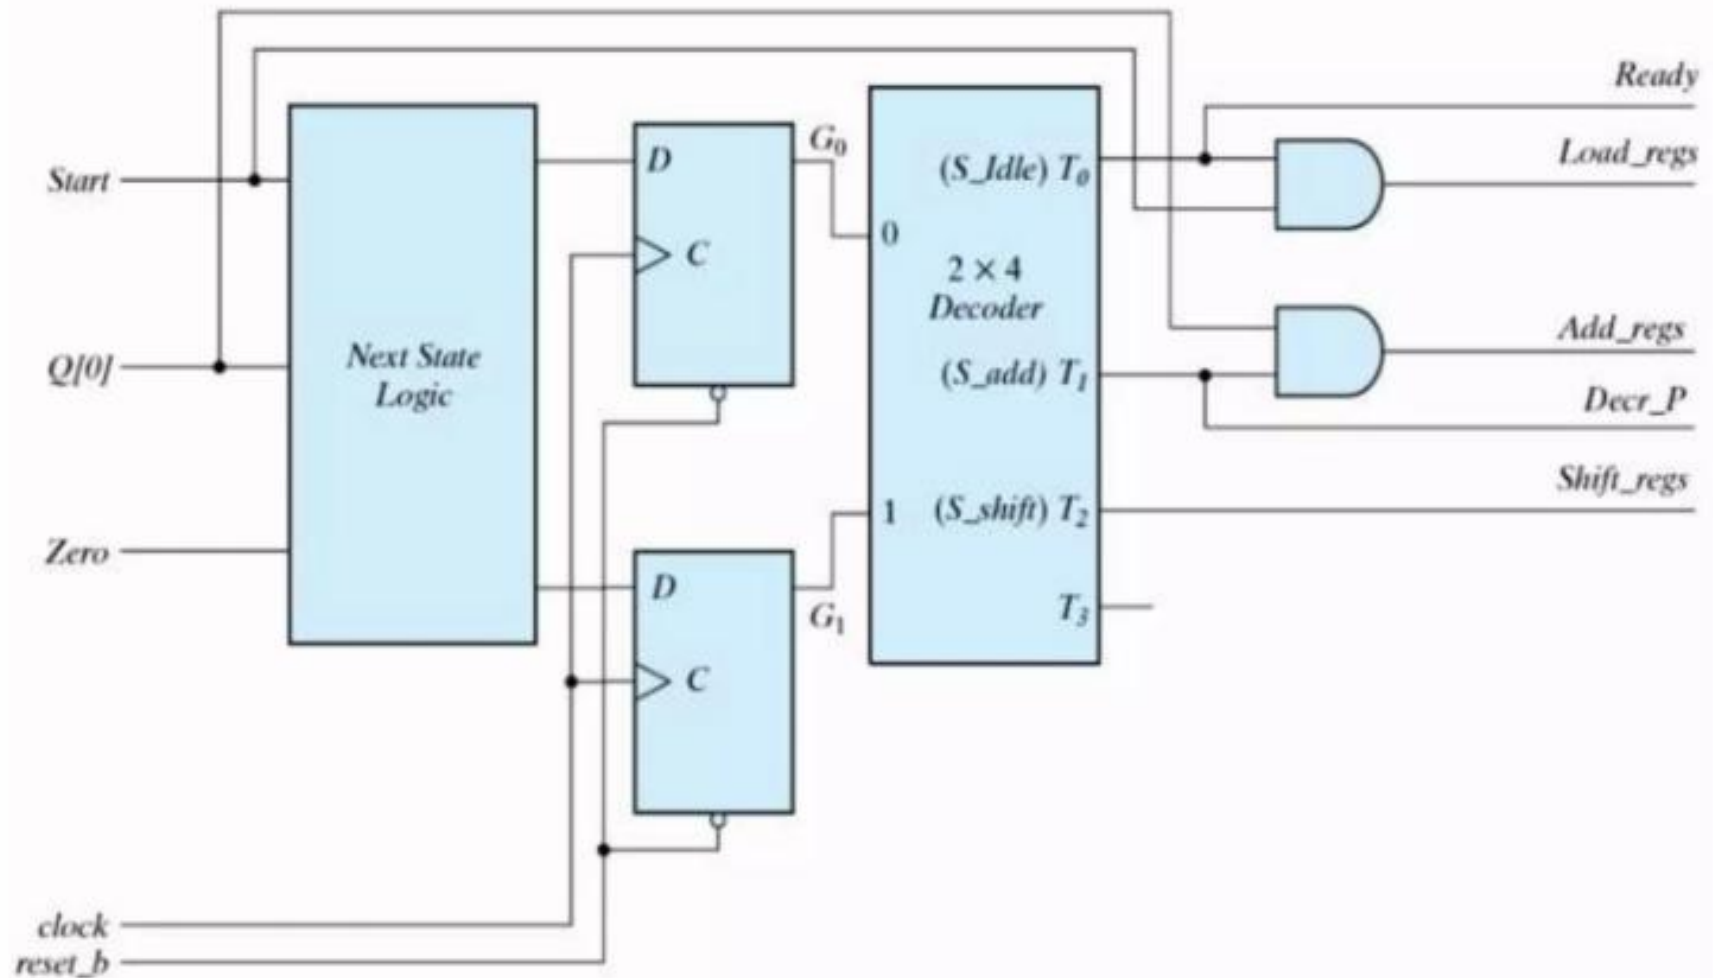 Ready
Load_regs
Start
D
G₀
(S_Idle) T₀
C
0
2 × 4
Decoder
Add_regs
Q[0]
Next State
Logic
(S_add) T₁
Decr_P
Shift_regs
1
(S_shift) T₂
Zero
D
G₁
T₃
C
clock
reset_b